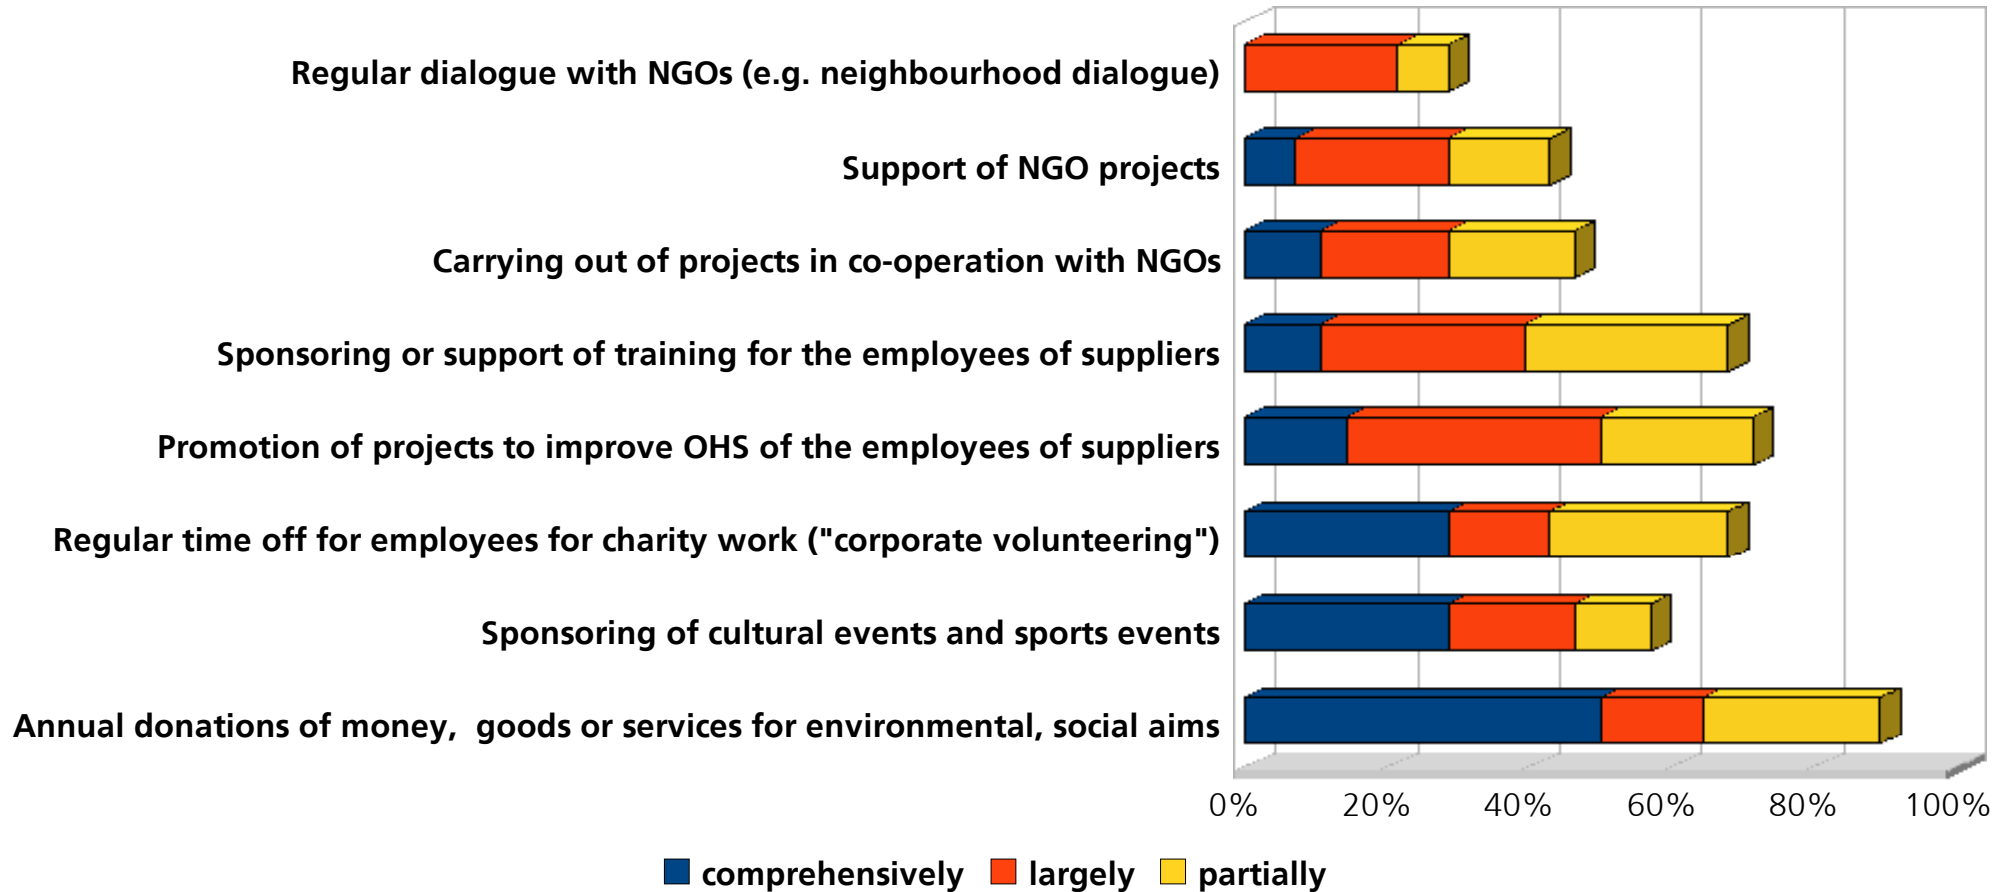 Regular dialogue with NGOs (e.g. neighbourhood dialogue)
Support of NGO projects
Carrying out of projects in co-operation with NGOs
Sponsoring or support of training for the employees of suppliers
Promotion of projects to improve OHS of the employees of suppliers
Regular time off for employees for charity work ("corporate volunteering")
Sponsoring of cultural events and sports events
Annual donations of money,  goods or services for environmental, social aims
0% 20% 40% 60% 80% 100%
comprehensively largely partially